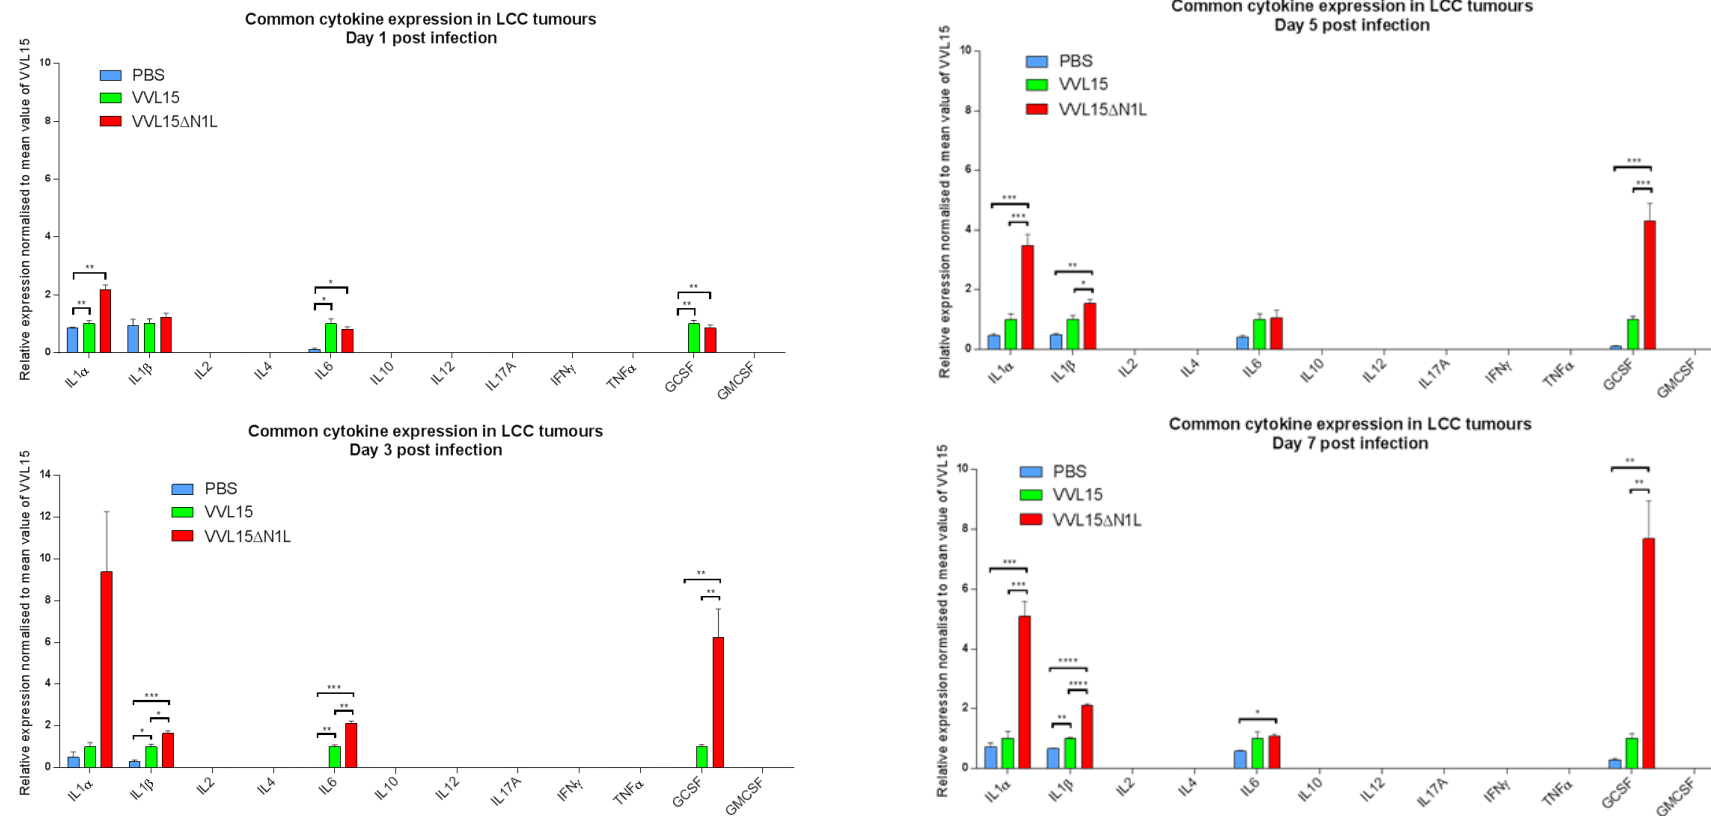 Common cytokine expression in LCC tumours
Day 1 post infection
Relative expression normalised to mean value of VVL15
10
8
6
4
2
0
PBS
VVL15
VVL15ΔN1L
**
**
*
*
**
**
IL1α
IL1β
IL2
IL4
IL6
IL10
IL12
IL17A
IFNγ
TNFα
GCSF
GMCSF
Common cytokine expression in LCC tumours
Day 5 post infection
Relative expression normalised to mean value of VVL15
10
8
6
4
2
0
PBS
VVL15
VVL15ΔN1L
***
***
**
*
***
***
IL1α
IL1β
IL2
IL4
IL6
IL10
IL12
IL17A
IFNγ
TNFα
GCSF
GMCSF
Common cytokine expression in LCC tumours
Day 3 post infection
Relative expression normalised to mean value of VVL15
14
12
10
8
6
4
2
0
PBS
VVL15
VVL15ΔN1L
***
*
*
***
**
**
**
**
IL1α
IL1β
IL2
IL4
IL6
IL10
IL12
IL17A
IFNγ
TNFα
GCSF
GMCSF
Common cytokine expression in LCC tumours
Day 7 post infection
Relative expression normalised to mean value of VVL15
10
8
6
4
2
0
PBS
VVL15
VVL15ΔN1L
***
***
****
****
**
*
**
**
IL1α
IL1β
IL2
IL4
IL6
IL10
IL12
IL17A
IFNγ
TNFα
GCSF
GMCSF